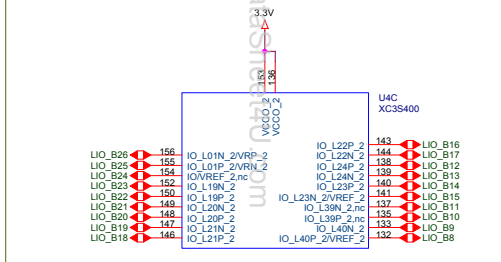 3.3V
153
136
VCCO_2
VCCO_2
U4C
XC3S400
LIO_B26 156 IO_L01N_2/VRP_2
LIO_B25 155 IO_L01P_2/VRN_2
LIO_B24 154 IO/VREF_2,nc
LIO_B23 152 IO_L19N_2
LIO_B22 150 IO_L19P_2
LIO_B21 149 IO_L20N_2
LIO_B20 148 IO_L20P_2
LIO_B19 147 IO_L21N_2
LIO_B18 146 IO_L21P_2
IO_L22P_2 143 LIO_B16
IO_L22N_2 144 LIO_B17
IO_L24P_2 138 LIO_B12
IO_L24N_2 139 LIO_B13
IO_L23P_2 140 LIO_B14
IO_L23N_2/VREF_2 141 LIO_B15
IO_L39N_2,nc 137 LIO_B11
IO_L39P_2,nc 135 LIO_B10
IO_L40N_2 133 LIO_B9
IO_L40P_2/VREF_2 132 LIO_B8
taSheet4U.com